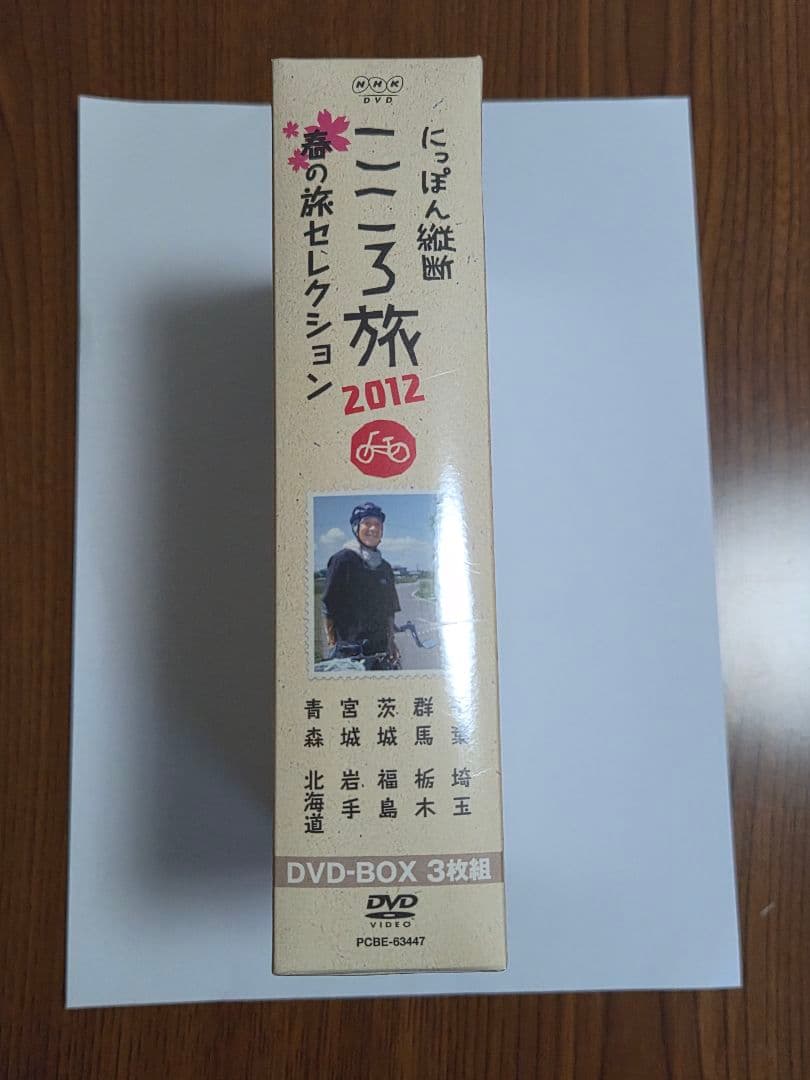 NHK
DVD
にっぽん縦断
こころ旅
2012
春の旅セレクション
埼玉
群馬 栃木
茨城 福島
宮城 岩手
青森 北海道
DVD-BOX 3枚組
DVD
VIDEO
PCBE-63447